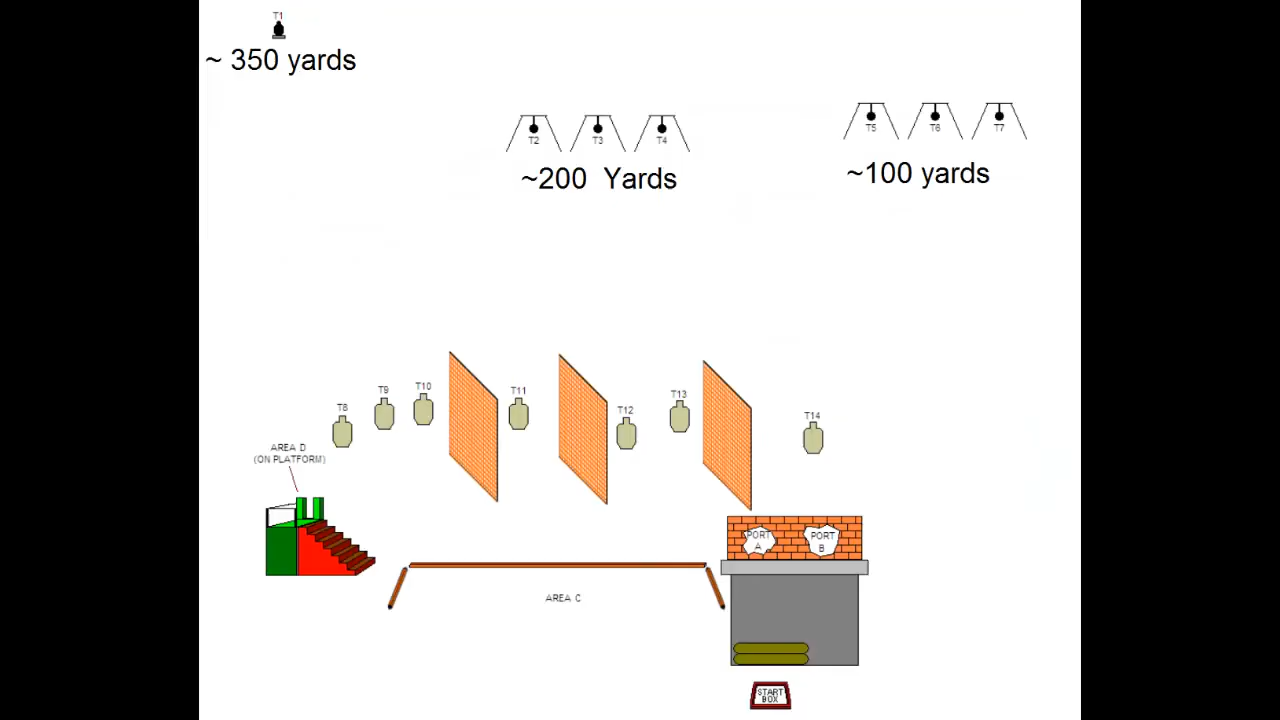 T1
~ 350 yards
T2
T3
T4
~200 Yards
T5
T6
T7
~100 yards
T8
T9
T10
T11
T12
T13
T14
AREA D
(ON PLATFORM)
PORT
A
PORT
B
AREA C
START
BOX